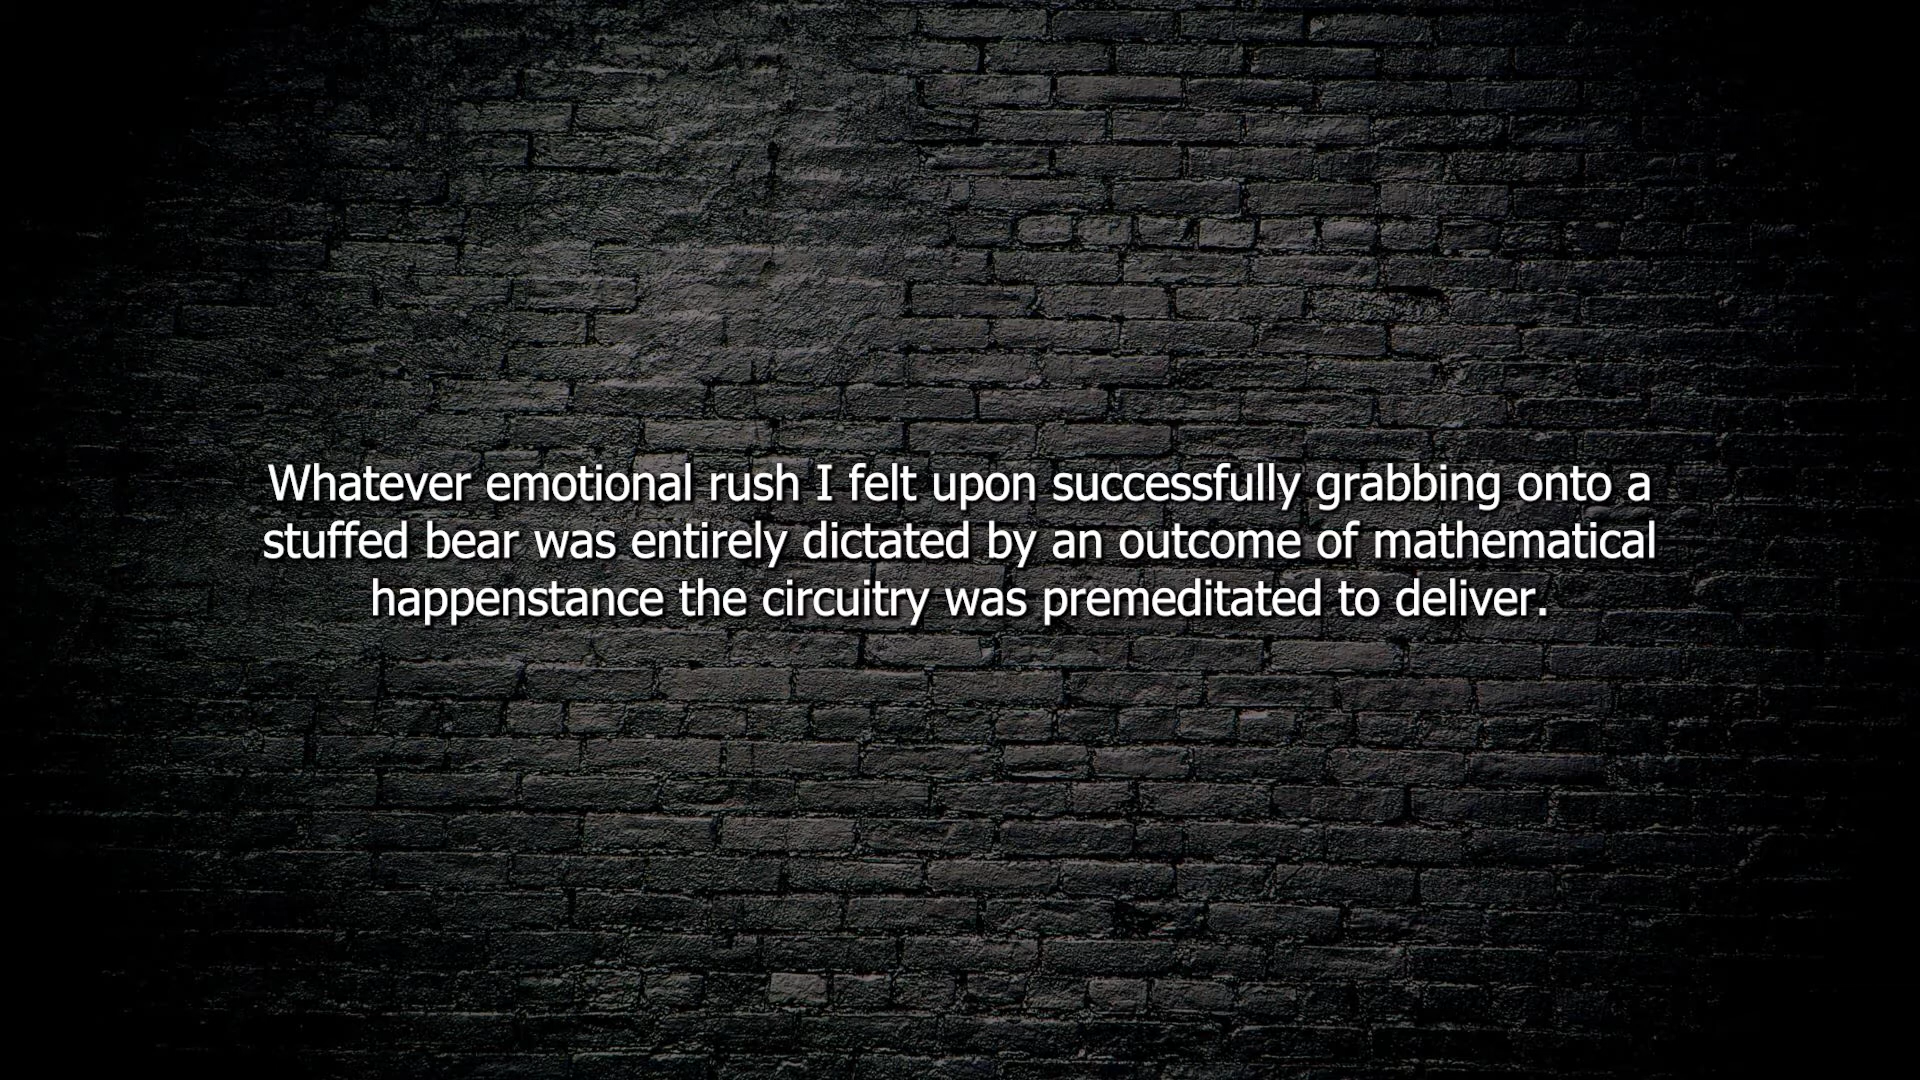 Whatever emotional rush I felt upon successfully grabbing onto a
stuffed bear was entirely dictated by an outcome of mathematical
happenstance the circuitry was premeditated to deliver.